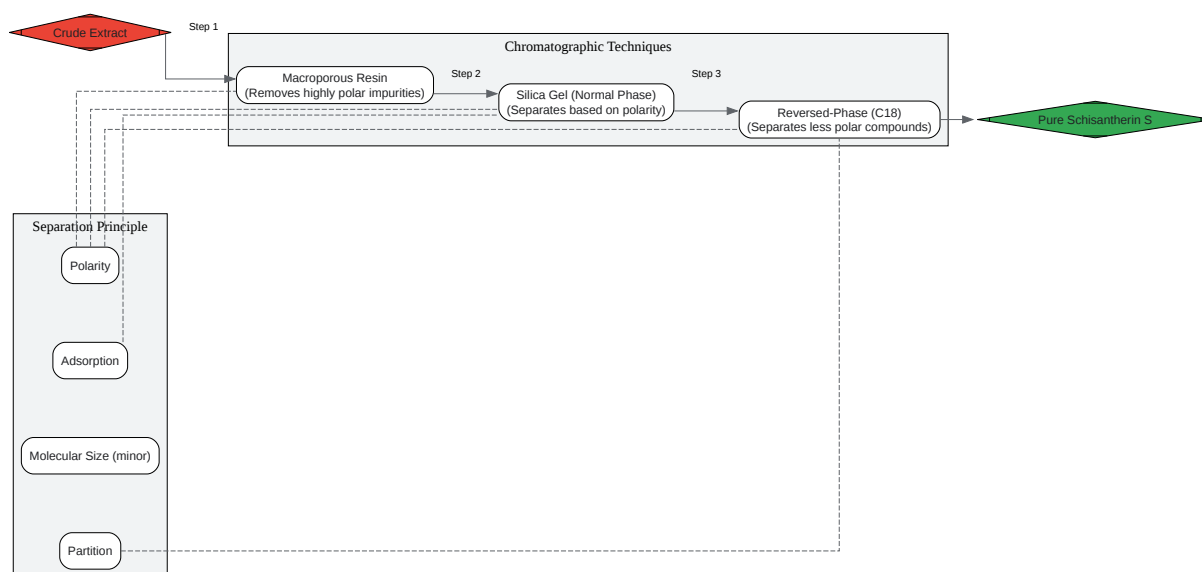 Crude Extract
Step 1
Chromatographic Techniques
Macroporous Resin
(Removes highly polar impurities)
Step 2
Silica Gel (Normal Phase)
(Separates based on polarity)
Step 3
Reversed-Phase (C18)
(Separates less polar compounds)
Pure Schisantherin S
Separation Principle
Polarity
Adsorption
Molecular Size (minor)
Partition